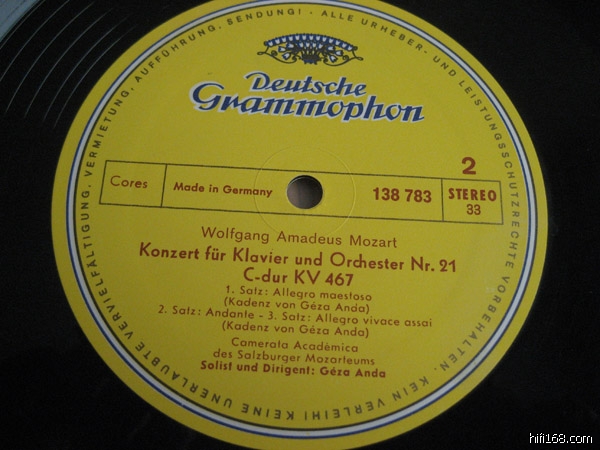 ALLE URHEBER- UND LEISTUNGSSCHUTZRECHTE VORBEHALTEN. KEIN VERLEIH! KEINE UNERLAUBTE VERVIELFÄLTIGUNG, VERMIETUNG, AUFFÜHRUNG, SENDUNG!
Deutsche
Grammophon
2
Cores
Made in Germany
138 783
STEREO
33
Wolfgang Amadeus Mozart
Konzert für Klavier und Orchester Nr. 21
C-dur KV 467
1. Satz: Allegro maestoso
(Kadenz von Géza Anda)
2. Satz: Andante - 3. Satz: Allegro vivace assai
(Kadenz von Géza Anda)
Camerata Acadèmica
des Salzburger Mozarteums
Solist und Dirigent: Géza Anda
hifi168.com